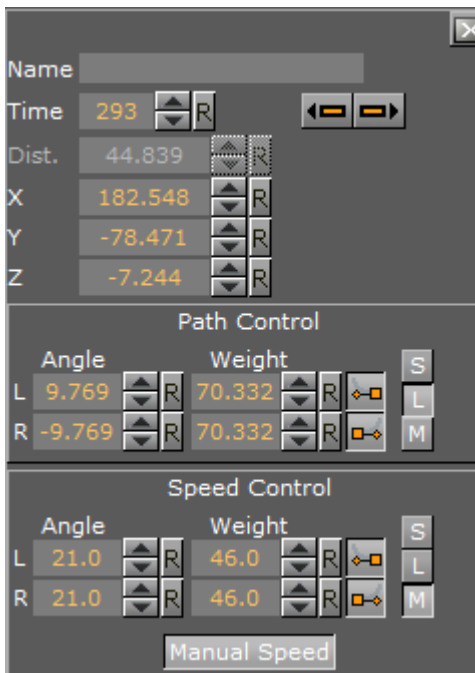 Name
Time 293 R
Dist. 44.839 R
X 182.548 R
Y -78.471 R
Z -7.244 R
Path Control
Angle Weight S
L 9.769 R 70.332 R L
R -9.769 R 70.332 R M
Speed Control
Angle Weight S
L 21.0 R 46.0 R L
R 21.0 R 46.0 R M
Manual Speed